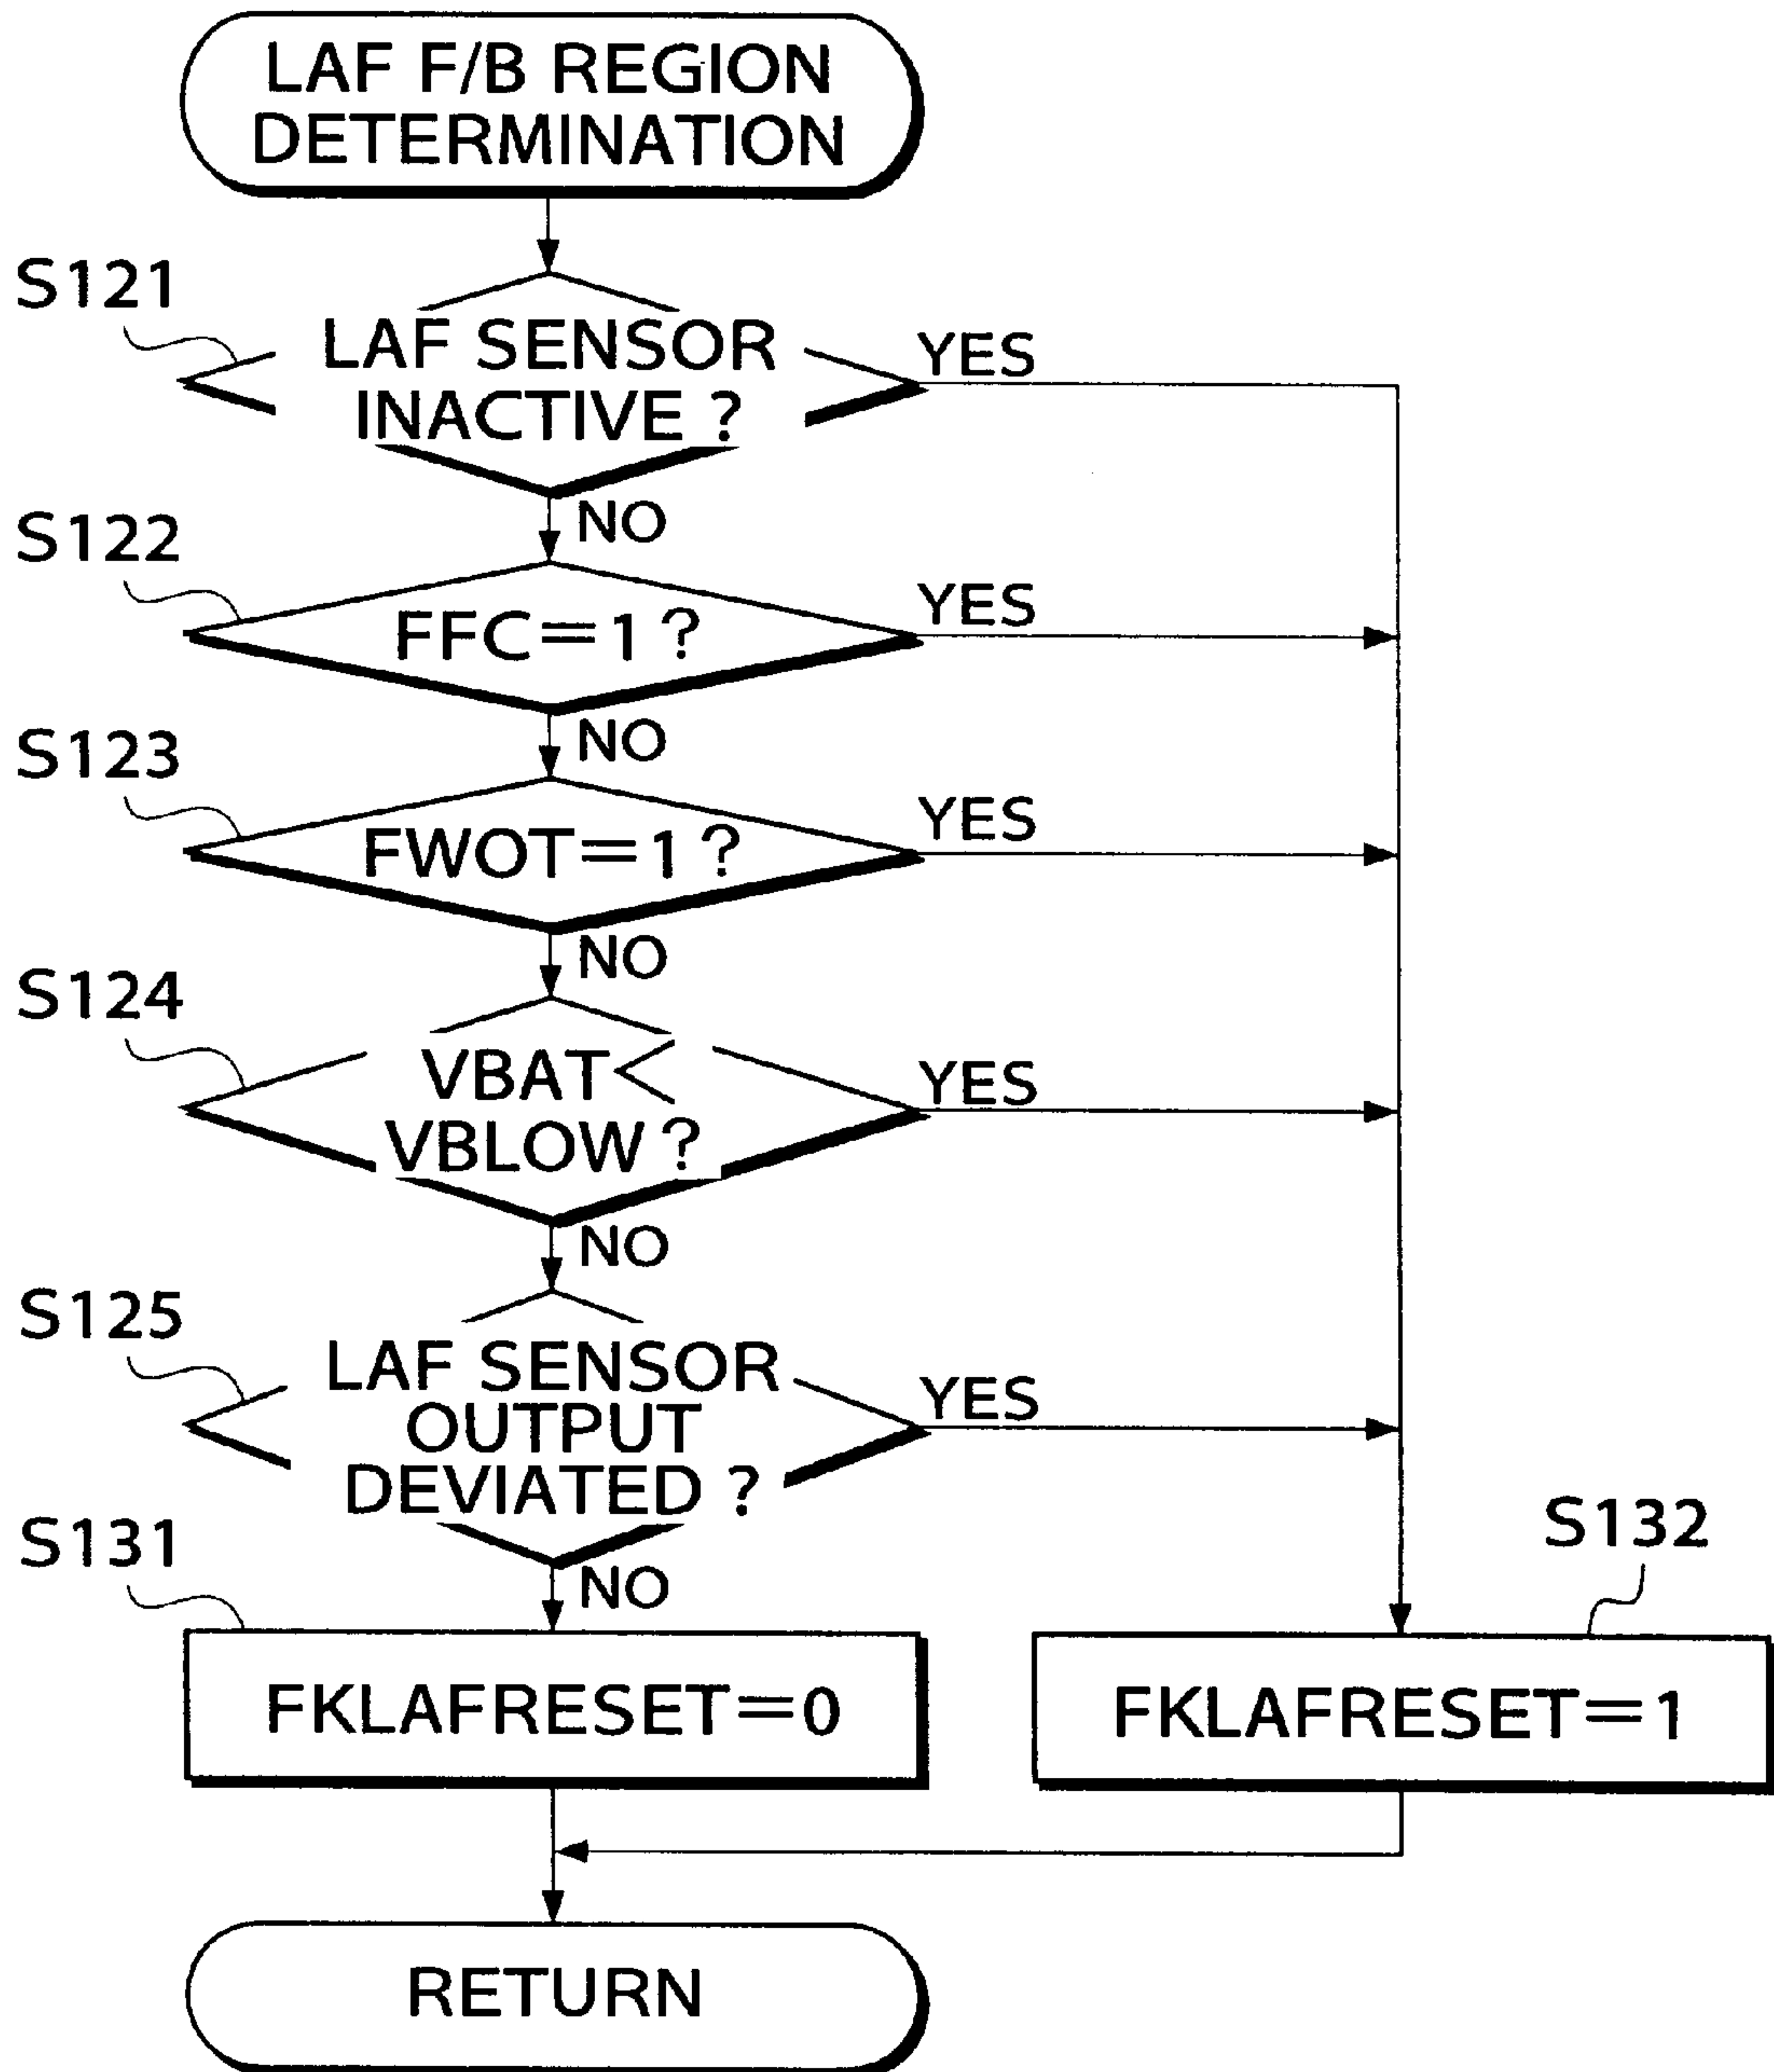 LAF F/B REGION
DETERMINATION
S121
LAF SENSOR
INACTIVE ?
YES
NO
S122
FFC=1 ?
YES
NO
S123
FWOT=1 ?
YES
NO
S124
VBAT<
VBLOW ?
YES
NO
S125
LAF SENSOR
OUTPUT
DEVIATED ?
YES
NO
S131
FKLAFRESET=0
S132
FKLAFRESET=1
RETURN